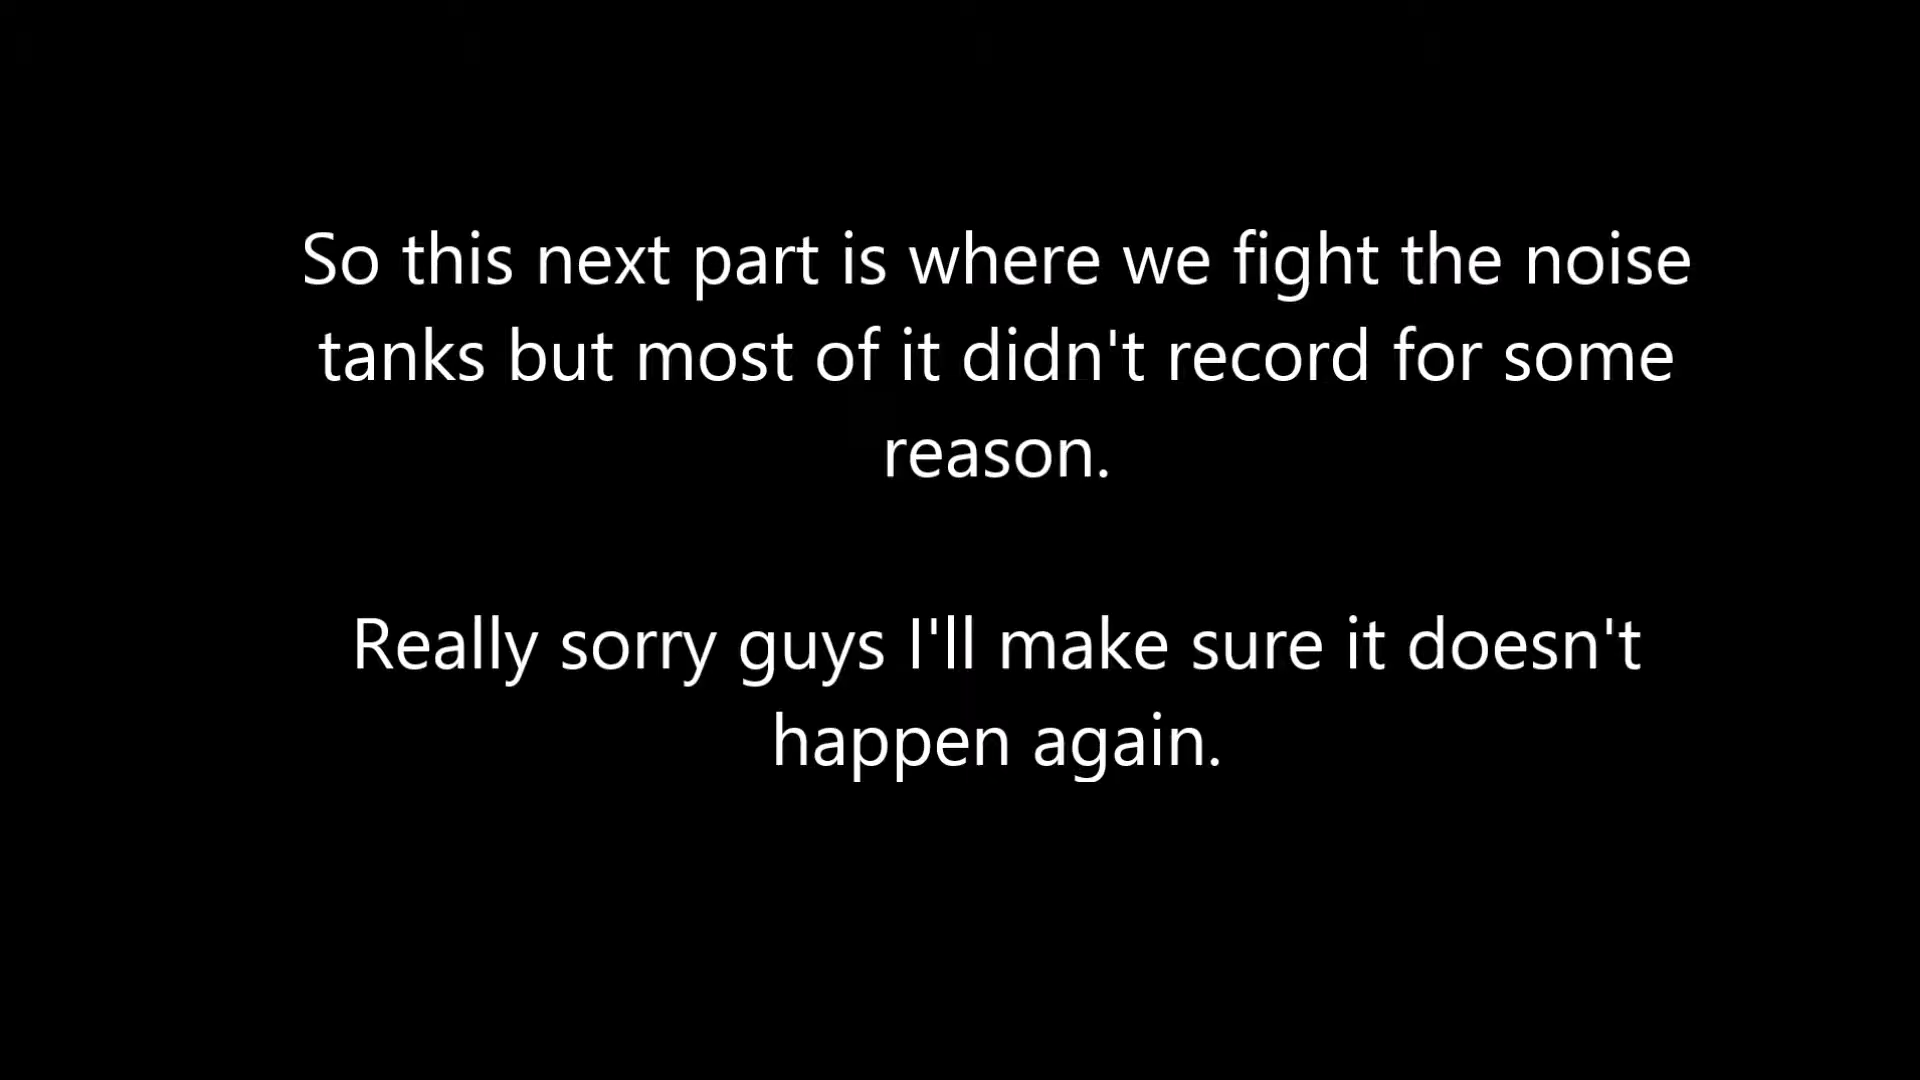 So this next part is where we fight the noise
tanks but most of it didn't record for some
reason.
Really sorry guys I'll make sure it doesn't
happen again.